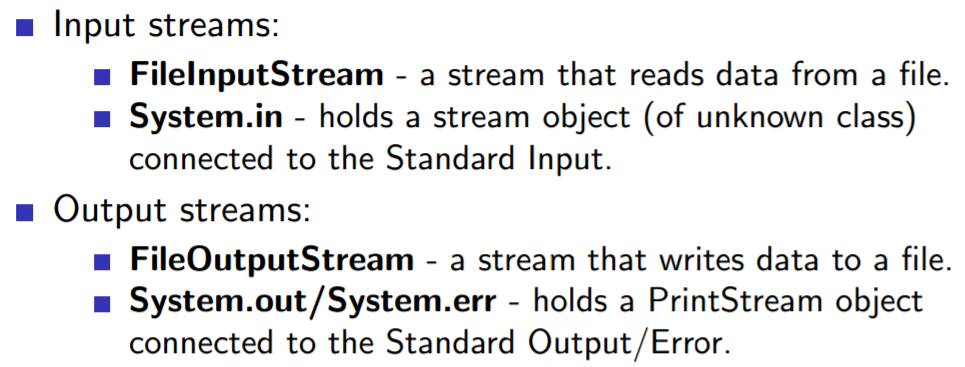 Input streams:
FileInputStream - a stream that reads data from a file.
System.in - holds a stream object (of unknown class)
connected to the Standard Input.
Output streams:
FileOutputStream - a stream that writes data to a file.
System.out/System.err - holds a PrintStream object
connected to the Standard Output/Error.